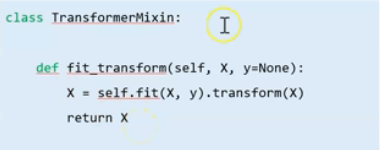 class TransformerMixin:
def fit_transform(self, X, y=None):
X = self.fit(X, y).transform(X)
return X